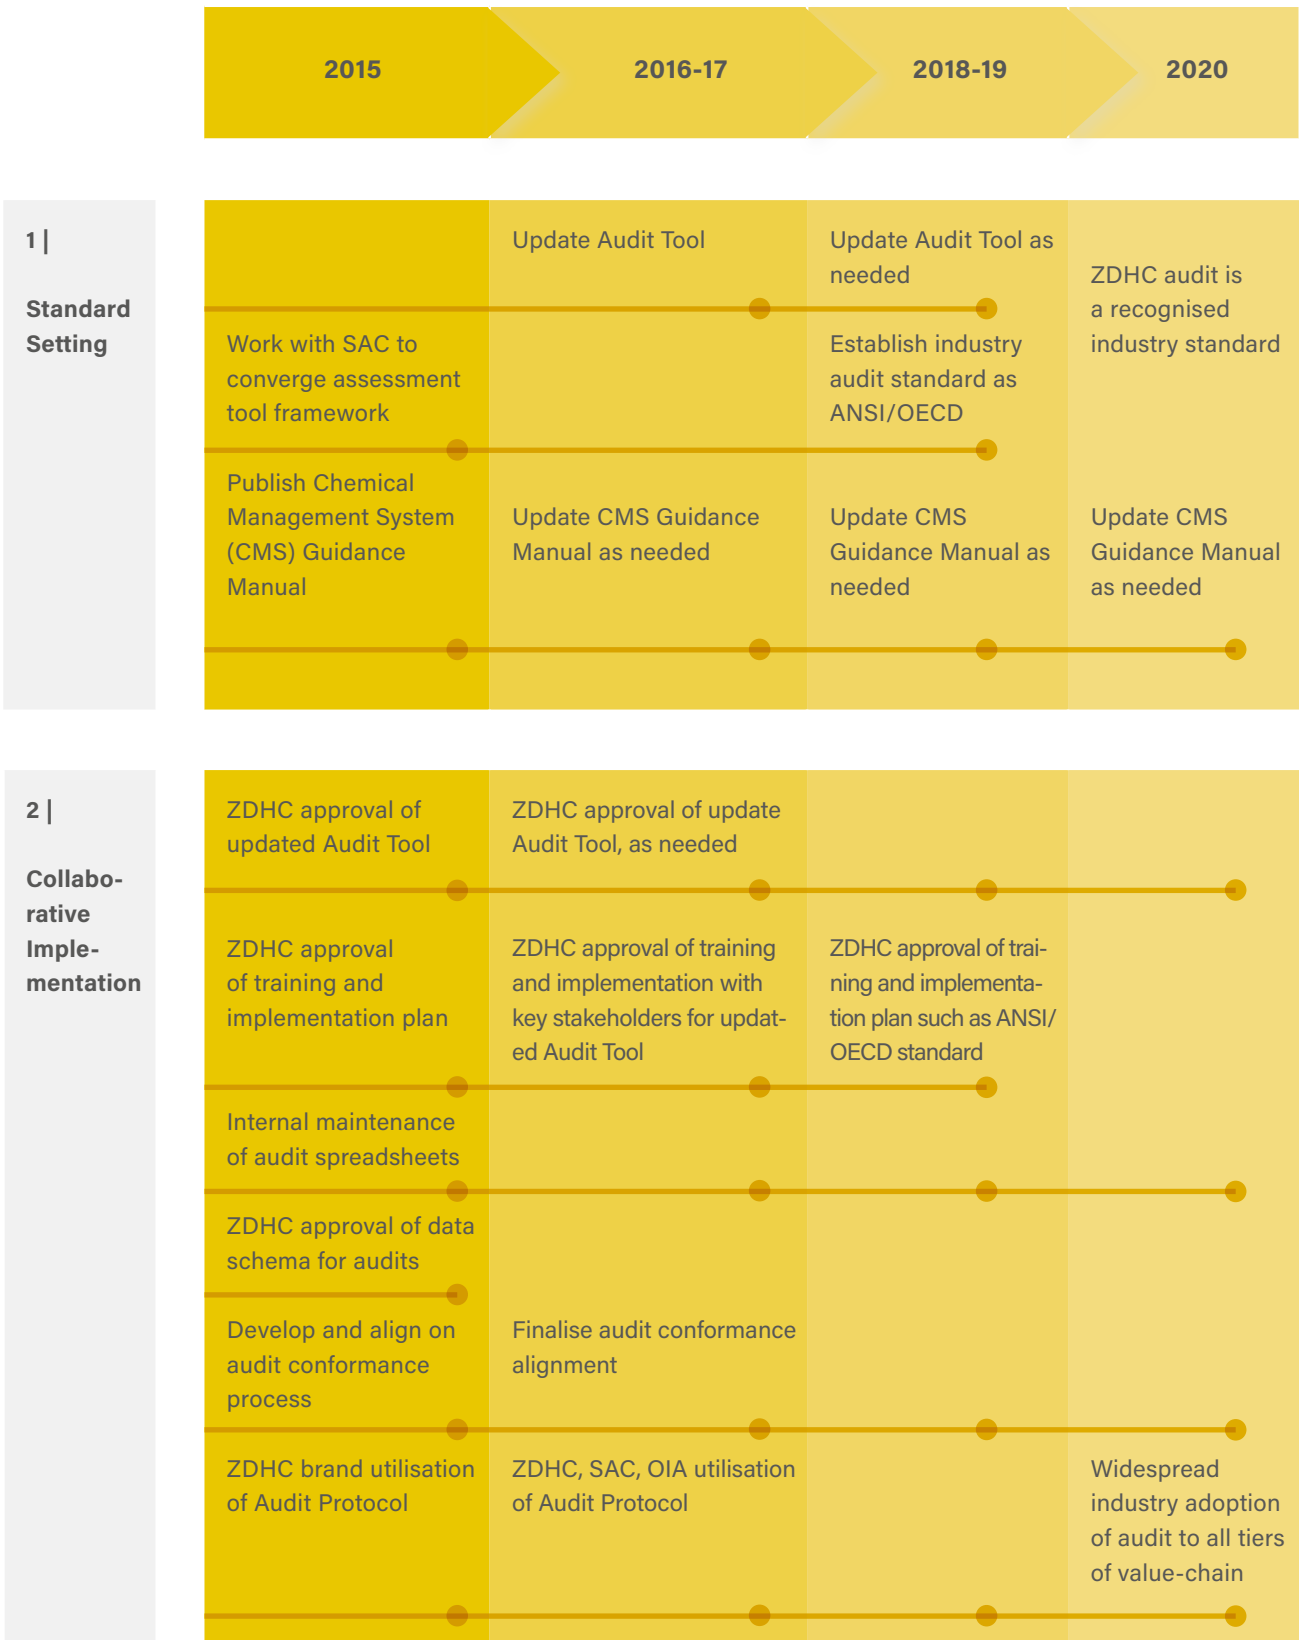 2015
2016-17
2018-19
2020
1 |
Standard
Setting
Update Audit Tool
Update Audit Tool as
needed
ZDHC audit is
a recognised
industry standard
Work with SAC to
converge assessment
tool framework
Establish industry
audit standard as
ANSI/OECD
Publish Chemical
Management System
(CMS) Guidance
Manual
Update CMS Guidance
Manual as needed
Update CMS
Guidance Manual as
needed
Update CMS
Guidance Manual
as needed
2 |
Collabo-
rative
Imple-
mentation
ZDHC approval of
updated Audit Tool
ZDHC approval of update
Audit Tool, as needed
ZDHC approval
of training and
implementation plan
ZDHC approval of training
and implementation with
key stakeholders for updat-
ed Audit Tool
ZDHC approval of trai-
ning and implementa-
tion plan such as ANSI/
OECD standard
Internal maintenance
of audit spreadsheets
ZDHC approval of data
schema for audits
Develop and align on
audit conformance
process
Finalise audit conformance
alignment
ZDHC brand utilisation
of Audit Protocol
ZDHC, SAC, OIA utilisation
of Audit Protocol
Widespread
industry adoption
of audit to all tiers
of value-chain